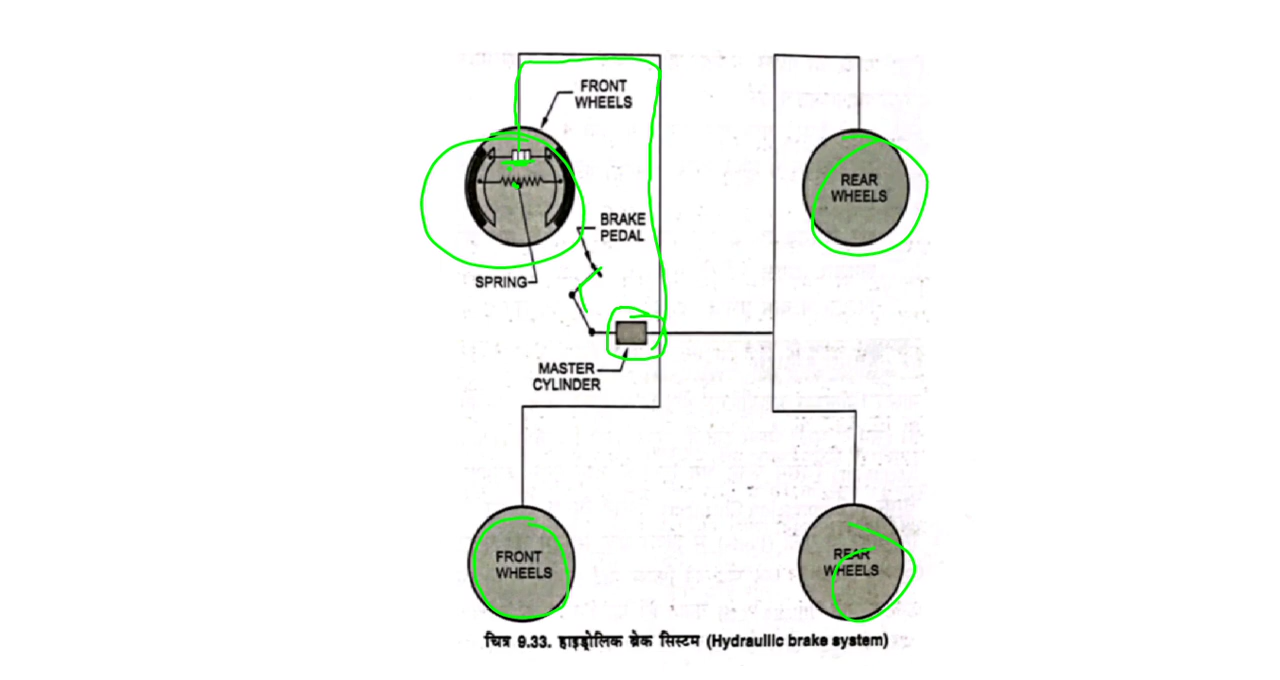 FRONT
WHEELS
REAR
WHEELS
BRAKE
PEDAL
SPRING
MASTER
CYLINDER
FRONT
WHEELS
REAR
WHEELS
चित्र 9.33. हाइड्रोलिक ब्रेक सिस्टम (Hydraulic brake system)